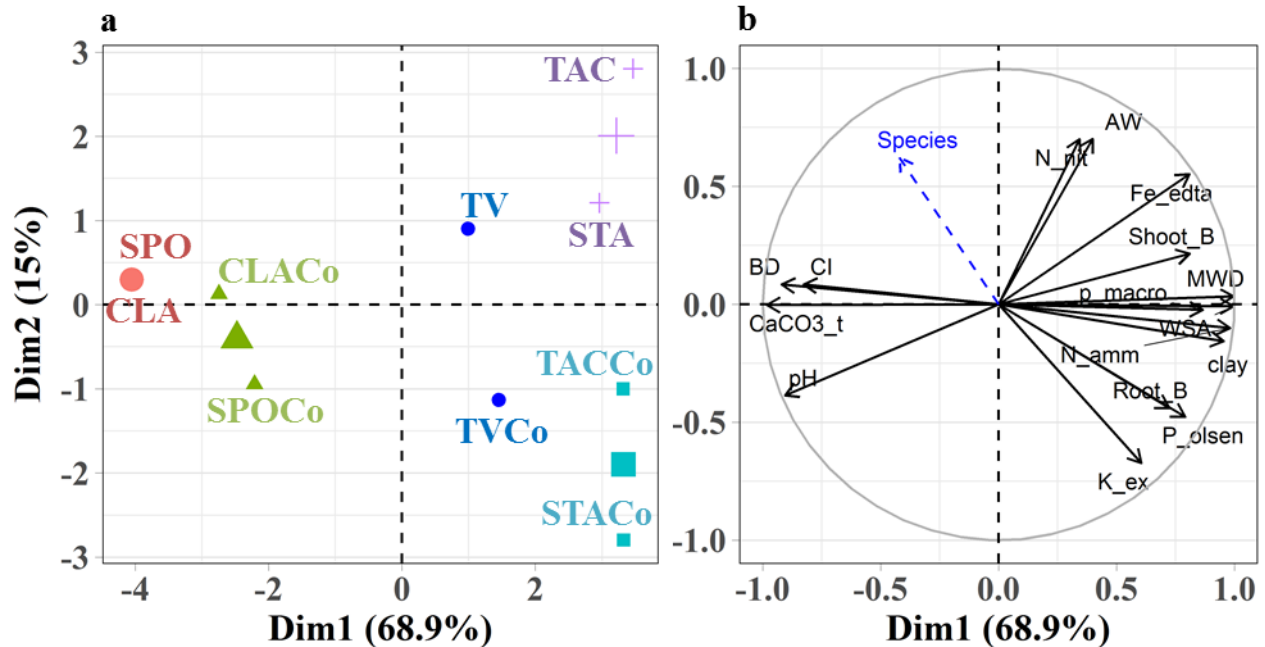 a
b
3
2
1
0
-1
-2
-3
Dim2 (15%)
-4
-2
0
2
Dim1 (68.9%)
TAC
TV
STA
SPO
CLACo
CLA
TACCo
SPOCo
TVCo
STACo
1.0
0.5
0.0
-0.5
-1.0
-1.0
-0.5
0.0
0.5
1.0
Dim1 (68.9%)
AW
Species
N_nit
Fe_edta
Shoot_B
BD
CI
MWD
p_macro
CaCO3_t
WSA
N_amm
clay
pH
Root_B
P_olsen
K_ex